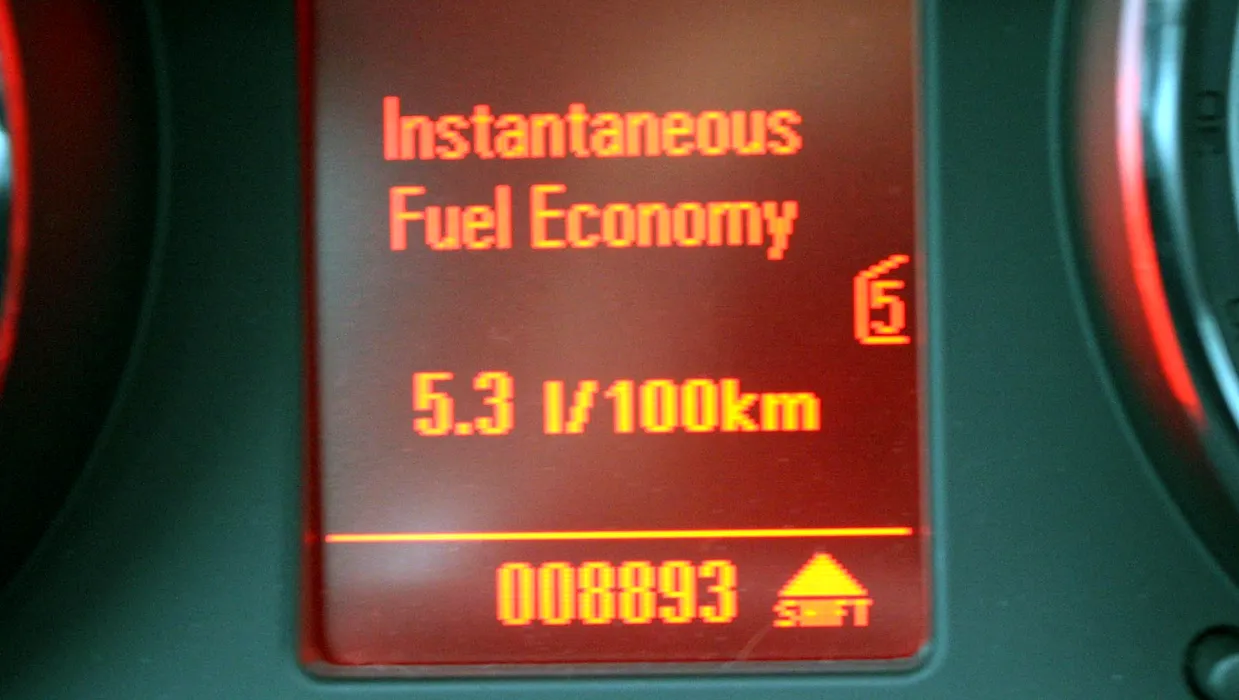 Instantaneous
Fuel Economy
5
5.3 l/100km
008893
SHIFT